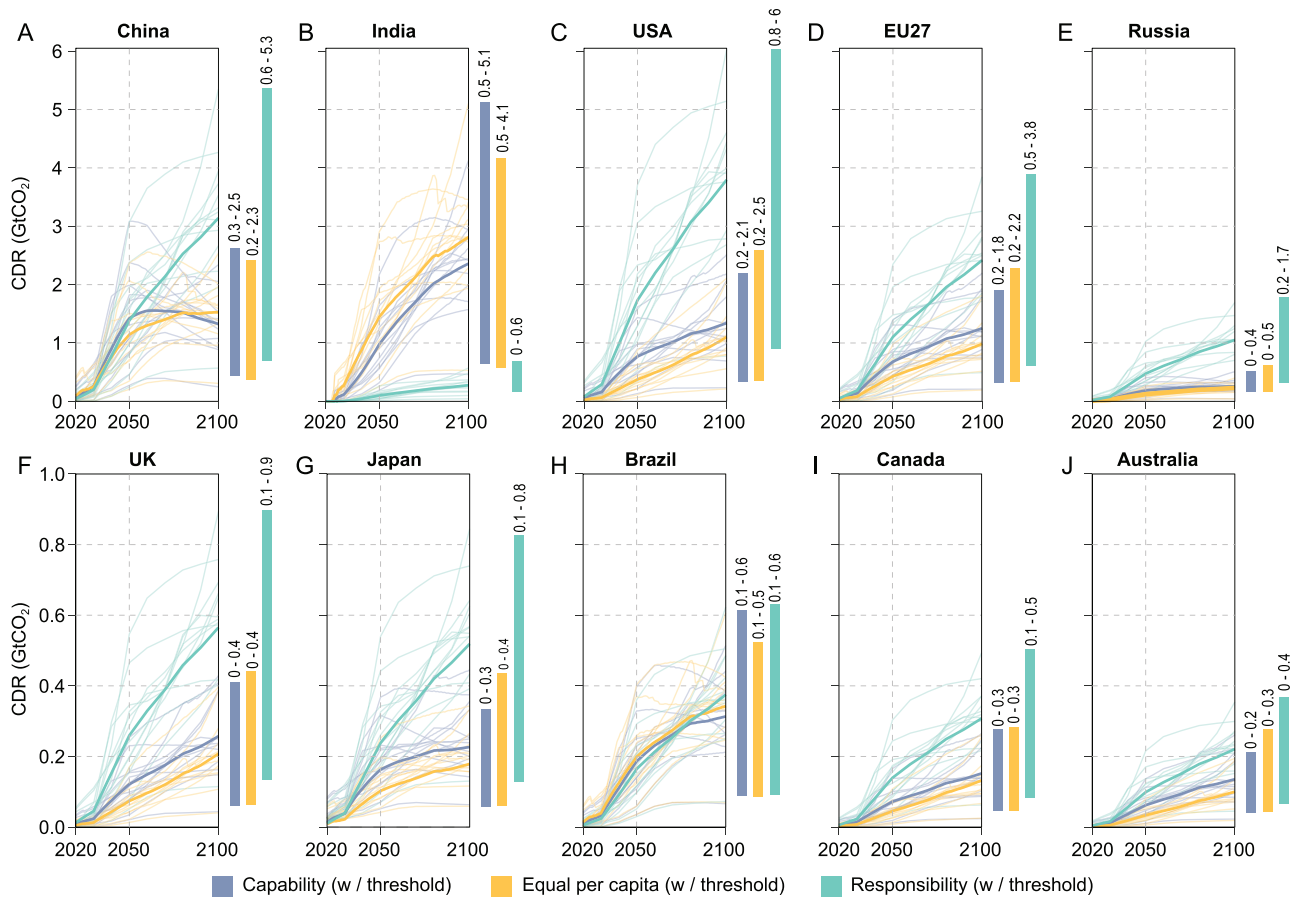 A China
B India
C USA
D EU27
E Russia
CDR (GtCO₂)
6
5
4
3
2
1
0
2020 2050 2100
0.3 - 2.5
0.2 - 2.3
0.6 - 5.3
2020 2050 2100
0.5 - 5.1
0.5 - 4.1
0 - 0.6
2020 2050 2100
0.2 - 2.1
0.2 - 2.5
0.8 - 6
2020 2050 2100
0.2 - 1.8
0.2 - 2.2
0.5 - 3.8
2020 2050 2100
0 - 0.4
0 - 0.5
0.2 - 1.7
F UK
G Japan
H Brazil
I Canada
J Australia
CDR (GtCO₂)
1.0
0.8
0.6
0.4
0.2
0.0
2020 2050 2100
0 - 0.4
0 - 0.4
0.1 - 0.9
2020 2050 2100
0 - 0.3
0 - 0.4
0.1 - 0.8
2020 2050 2100
0.1 - 0.6
0.1 - 0.5
0.1 - 0.6
2020 2050 2100
0 - 0.3
0 - 0.3
0.1 - 0.5
2020 2050 2100
0 - 0.2
0 - 0.3
0 - 0.4
Capability (w / threshold)
Equal per capita (w / threshold)
Responsibility (w / threshold)